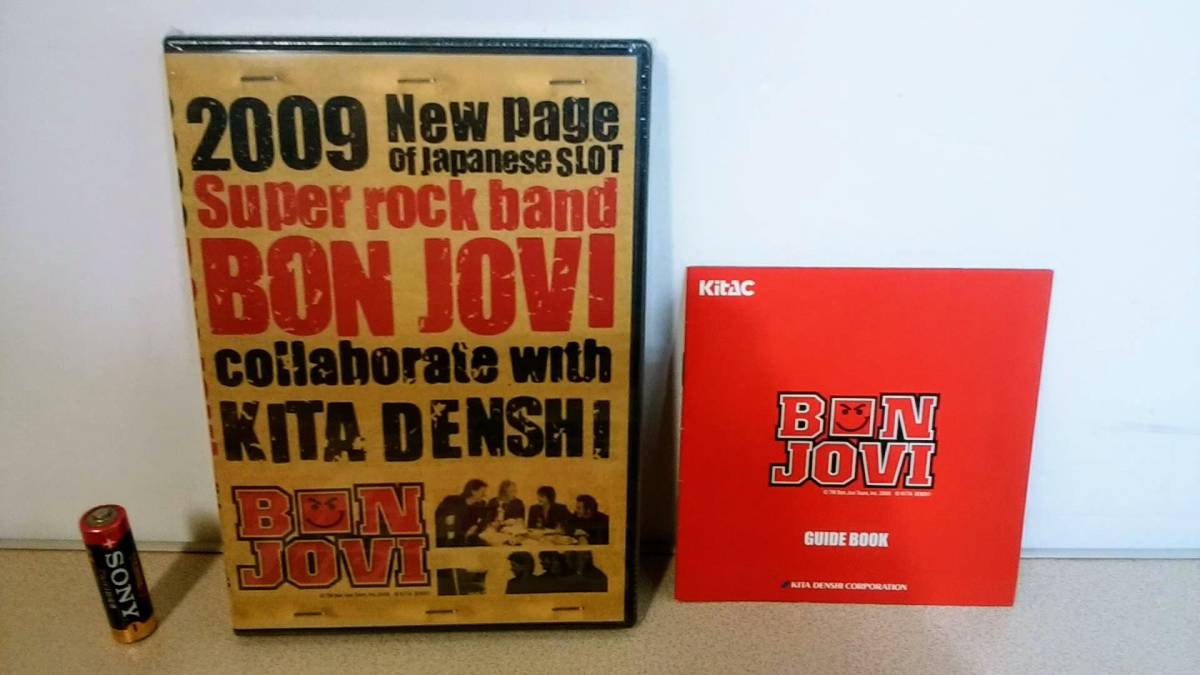 2009 New page
of Japanese SLOT
Super rock band
BON JOVI
collaborate with
KITA DENSHI
BON
JOVI
KitAC
BON
JOVI
GUIDE BOOK
KITA DENSHI CORPORATION
+ SONY